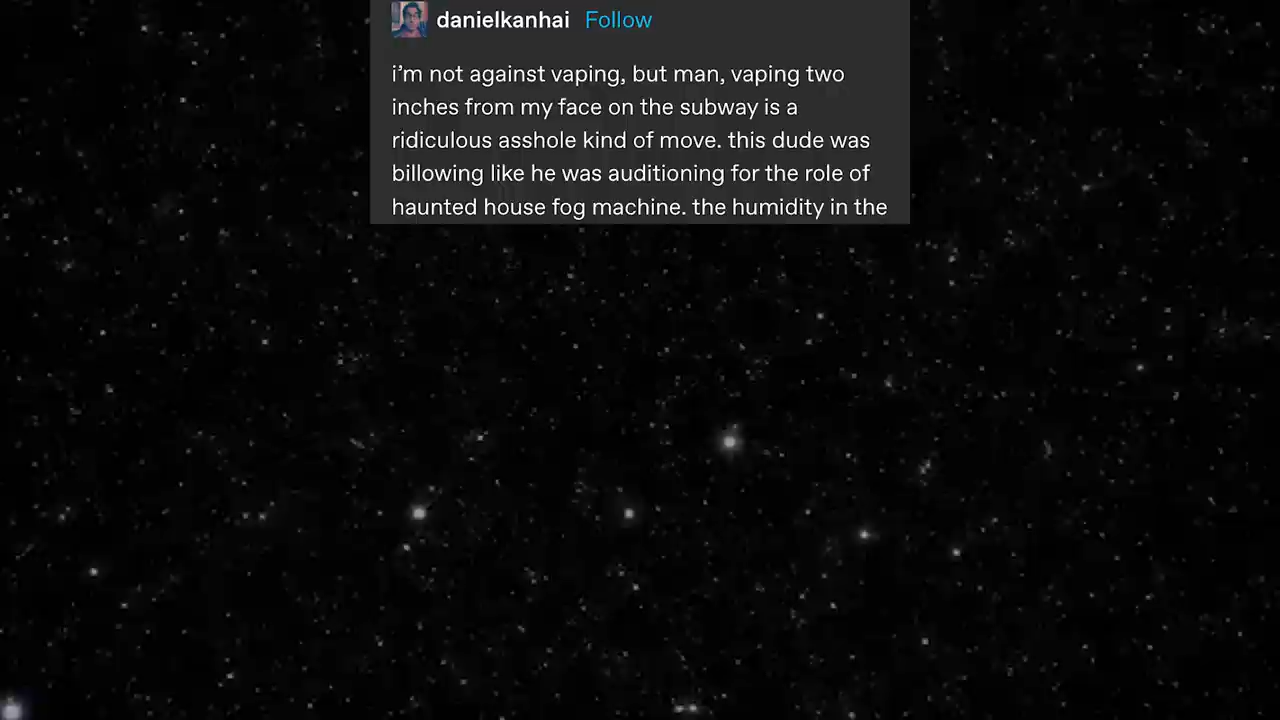 danielkanhai Follow
i’m not against vaping, but man, vaping two
inches from my face on the subway is a
ridiculous asshole kind of move. this dude was
billowing like he was auditioning for the role of
haunted house fog machine. the humidity in the